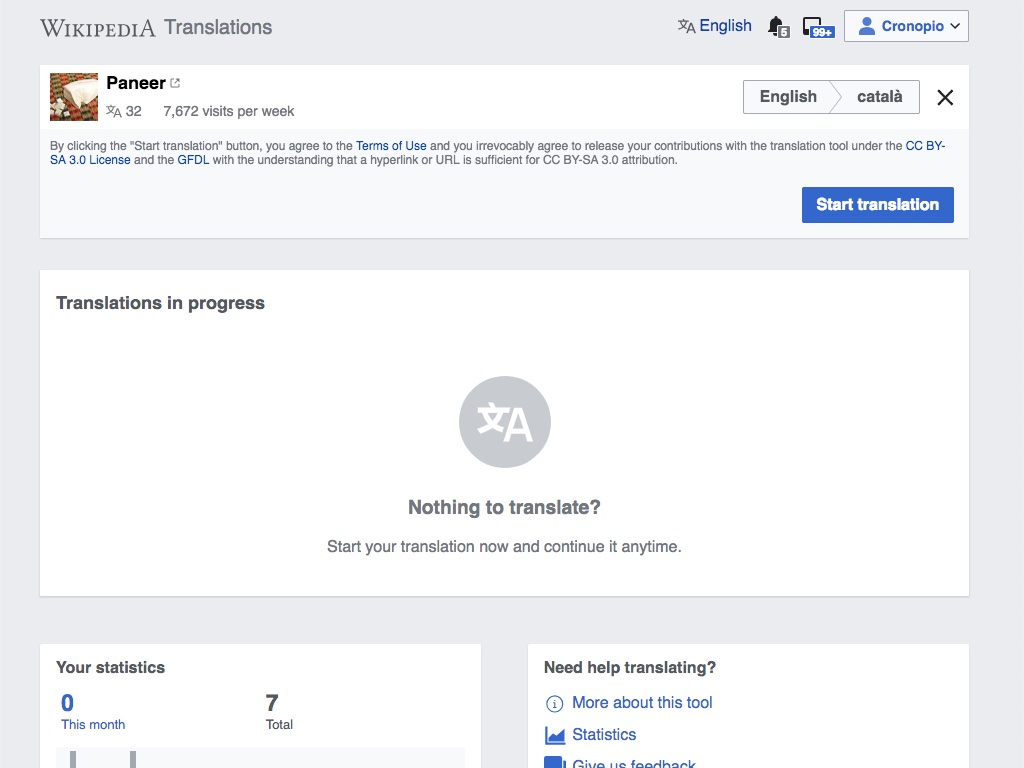 WIKIPEDIA Translations
English
5
99+
Cronopio
Paneer
32 7,672 visits per week
English català
By clicking the "Start translation" button, you agree to the Terms of Use and you irrevocably agree to release your contributions with the translation tool under the CC BY-
SA 3.0 License and the GFDL with the understanding that a hyperlink or URL is sufficient for CC BY-SA 3.0 attribution.
Start translation
Translations in progress
文A
Nothing to translate?
Start your translation now and continue it anytime.
Your statistics
0
This month
7
Total
Need help translating?
More about this tool
Statistics
Give us feedback